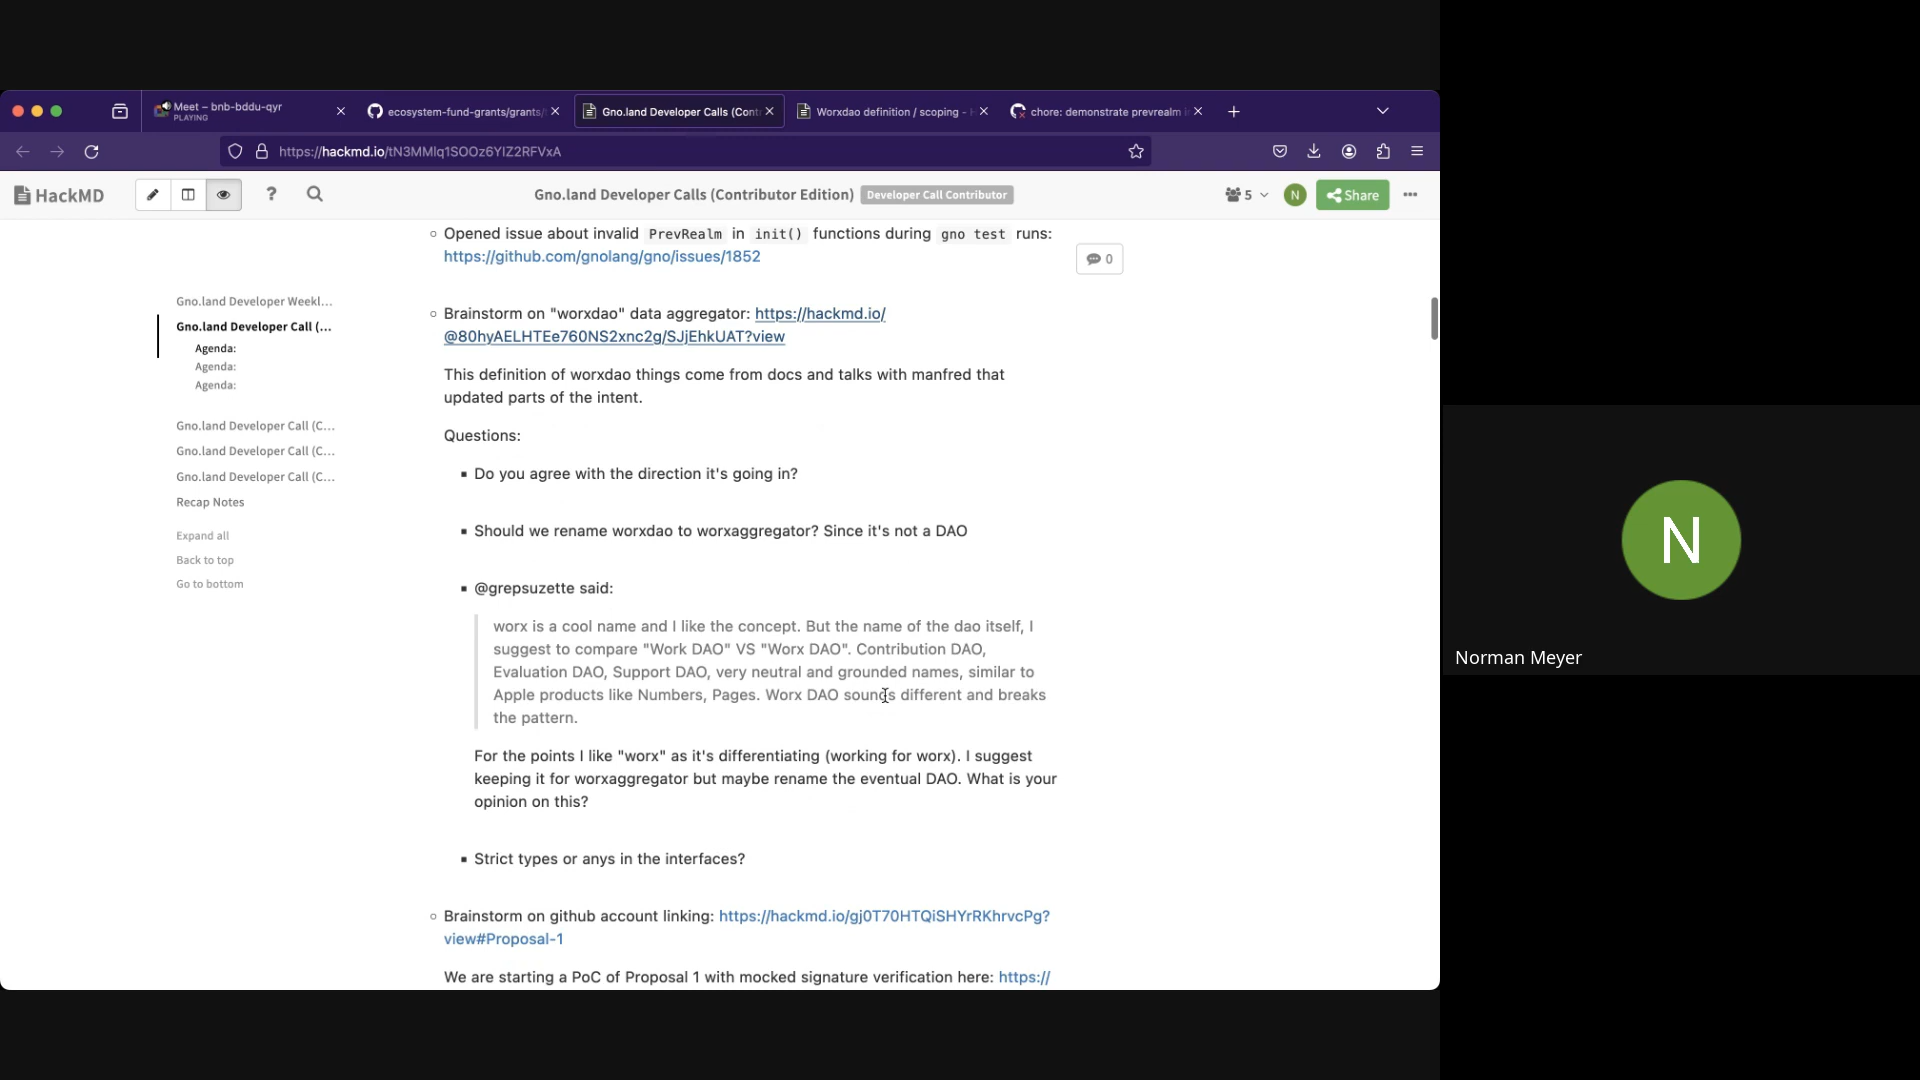 Meet – bnb-bddu-qyr
PLAYING
ecosystem-fund-grants/grants/
Gno.land Developer Calls (Cont
Worxdao definition / scoping - H
chore: demonstrate prevrealm i
https://hackmd.io/tN3MMlq1SOOz6YIZ2RFVxA
HackMD
?
Gno.land Developer Calls (Contributor Edition)
Developer Call Contributor
5
N
Share
Opened issue about invalid PrevRealm in init() functions during gno test runs:
https://github.com/gnolang/gno/issues/1852
0
Gno.land Developer Weekl...
Gno.land Developer Call (...
Agenda:
Agenda:
Agenda:
Gno.land Developer Call (C...
Gno.land Developer Call (C...
Gno.land Developer Call (C...
Recap Notes
Expand all
Back to top
Go to bottom
Brainstorm on "worxdao" data aggregator: https://hackmd.io/
@80hyAELHTEe760NS2xnc2g/SJjEhkUAT?view
This definition of worxdao things come from docs and talks with manfred that
updated parts of the intent.
Questions:
Do you agree with the direction it's going in?
Should we rename worxdao to worxaggregator? Since it's not a DAO
@grepsuzette said:
worx is a cool name and I like the concept. But the name of the dao itself, I
suggest to compare "Work DAO" VS "Worx DAO". Contribution DAO,
Evaluation DAO, Support DAO, very neutral and grounded names, similar to
Apple products like Numbers, Pages. Worx DAO sounds different and breaks
the pattern.
For the points I like "worx" as it's differentiating (working for worx). I suggest
keeping it for worxaggregator but maybe rename the eventual DAO. What is your
opinion on this?
Strict types or anys in the interfaces?
Brainstorm on github account linking: https://hackmd.io/gj0T70HTQiSHYrRKhrvcPg?
view#Proposal-1
We are starting a PoC of Proposal 1 with mocked signature verification here: https://
N
Norman Meyer